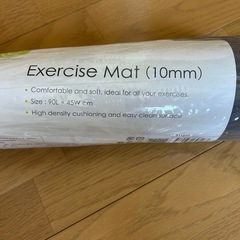 Exercise Mat (10mm)
• Comfortable and soft, ideal for all your exercises.
• Size : 90L × 45W cm
• High density cushioning and easy clean surface